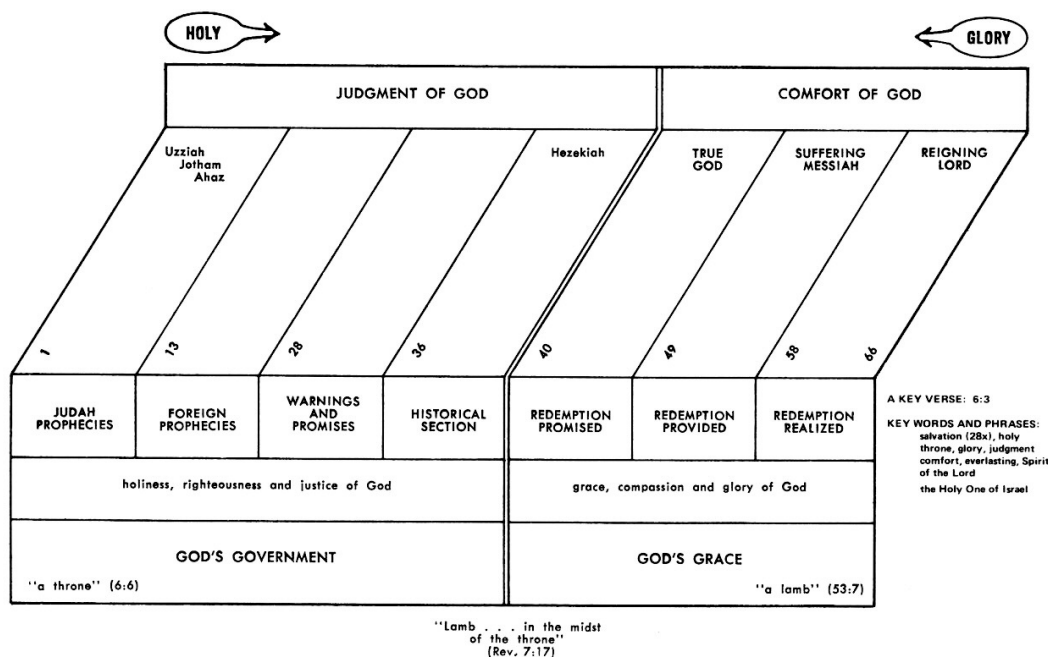 HOLY
GLORY
JUDGMENT OF GOD
COMFORT OF GOD
Uzziah
Jotham
Ahaz
Hezekiah
TRUE
GOD
SUFFERING
MESSIAH
REIGNING
LORD
1
13
28
36
40
49
58
66
JUDAH
PROPHECIES
FOREIGN
PROPHECIES
WARNINGS
AND
PROMISES
HISTORICAL
SECTION
REDEMPTION
PROMISED
REDEMPTION
PROVIDED
REDEMPTION
REALIZED
A KEY VERSE: 6:3
KEY WORDS AND PHRASES:
salvation (28x), holy
throne, glory, judgment
comfort, everlasting, Spirit
of the Lord
the Holy One of Israel
holiness, righteousness and justice of God
grace, compassion and glory of God
GOD'S GOVERNMENT
GOD'S GRACE
"a throne" (6:6)
"a lamb" (53:7)
"Lamb . . . in the midst
of the throne"
(Rev. 7:17)